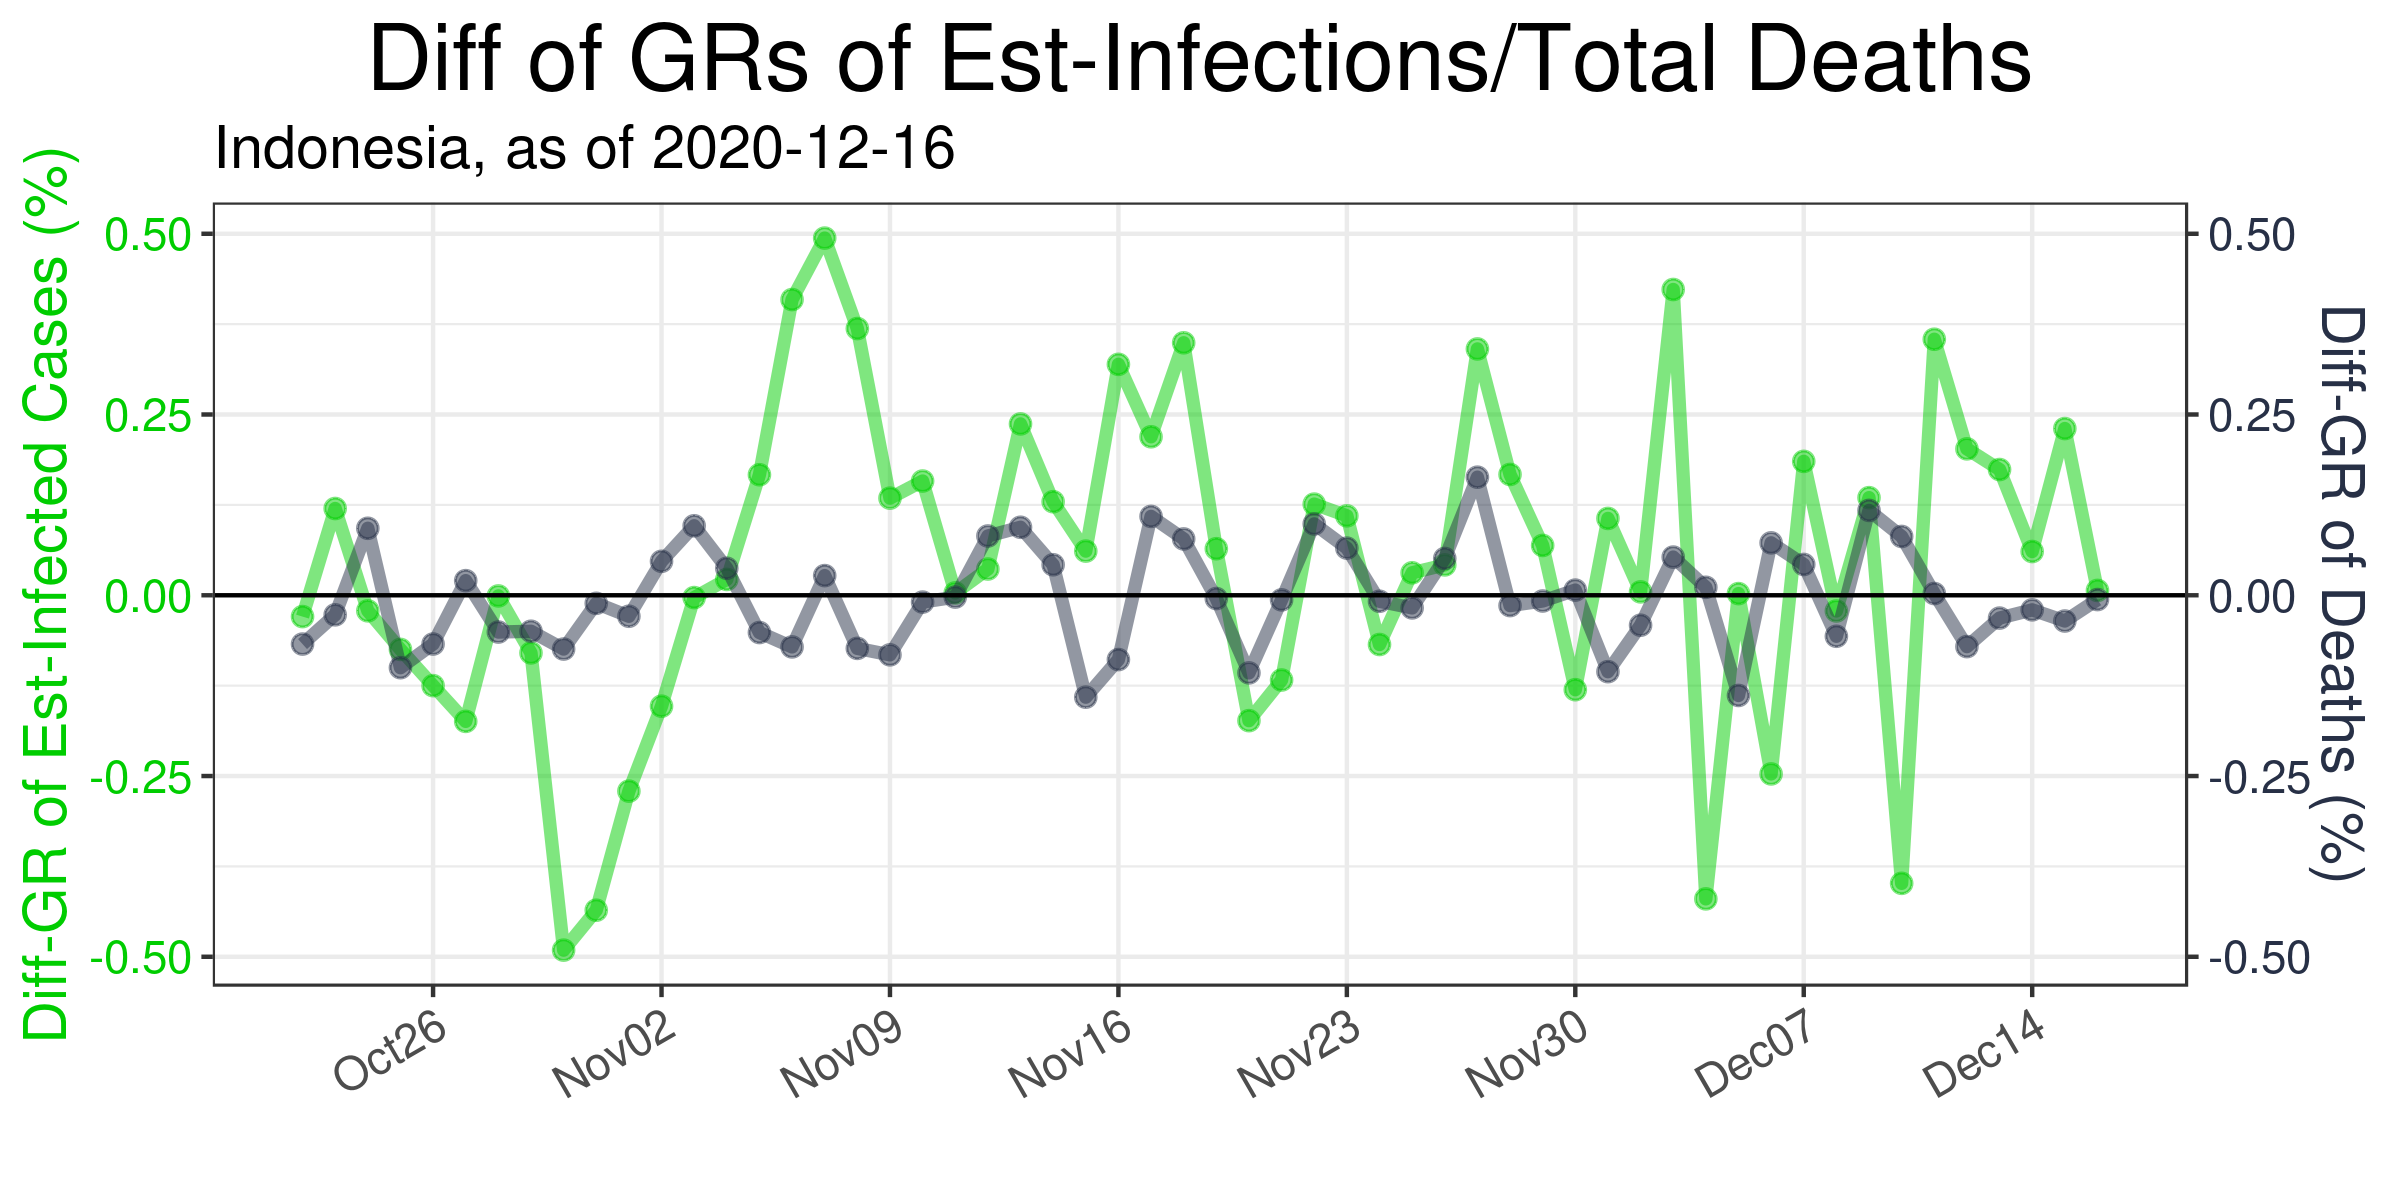 Diff of GRs of Est-Infections/Total Deaths
Indonesia, as of 2020-12-16
Diff-GR of Est-Infected Cases (%)
0.50
0.25
0.00
-0.25
-0.50
0.50
0.25
0.00
-0.25
-0.50
Diff-GR of Deaths (%)
Oct26
Nov02
Nov09
Nov16
Nov23
Nov30
Dec07
Dec14